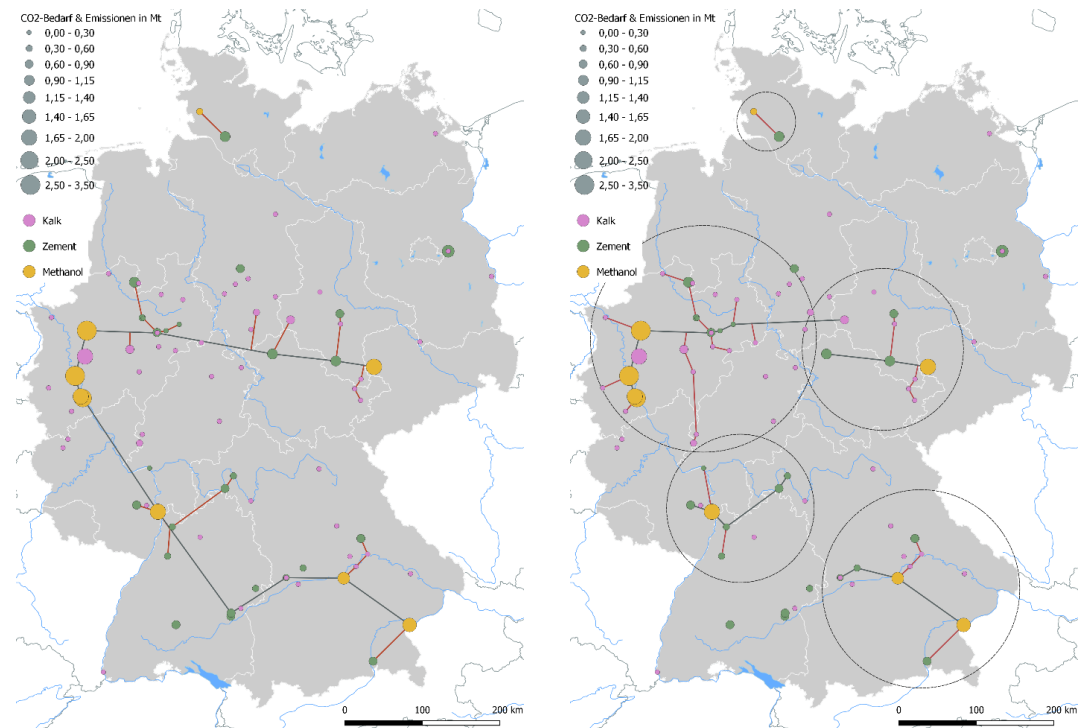 CO2-Bedarf & Emissionen in Mt
0,00 - 0,30
0,30 - 0,60
0,60 - 0,90
0,90 - 1,15
1,15 - 1,40
1,40 - 1,65
1,65 - 2,00
2,00 - 2,50
2,50 - 3,50
Kalk
Zement
Methanol
0 100 200 km
CO2-Bedarf & Emissionen in Mt
0,00 - 0,30
0,30 - 0,60
0,60 - 0,90
0,90 - 1,15
1,15 - 1,40
1,40 - 1,65
1,65 - 2,00
2,00 - 2,50
2,50 - 3,50
Kalk
Zement
Methanol
0 100 200 km